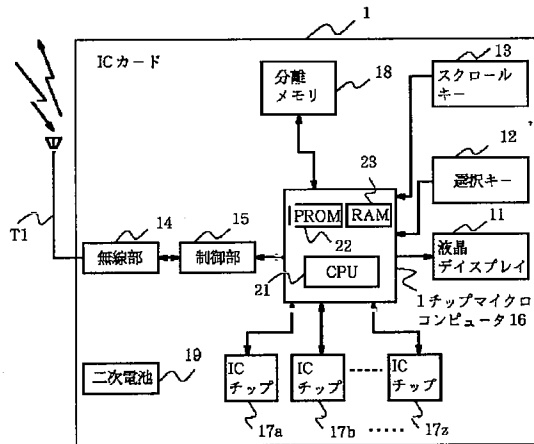 1
ICカード
分離
メモリ
18
13
スクロール
キー
12
選択キー
23
PROM
RAM
22
CPU
21
11
液晶
デイスプレイ
1チップマイクロ
コンピュータ16
T1
14
無線部
15
制御部
19
二次電池
IC
チップ
17a
IC
チップ
17b
IC
チップ
17z